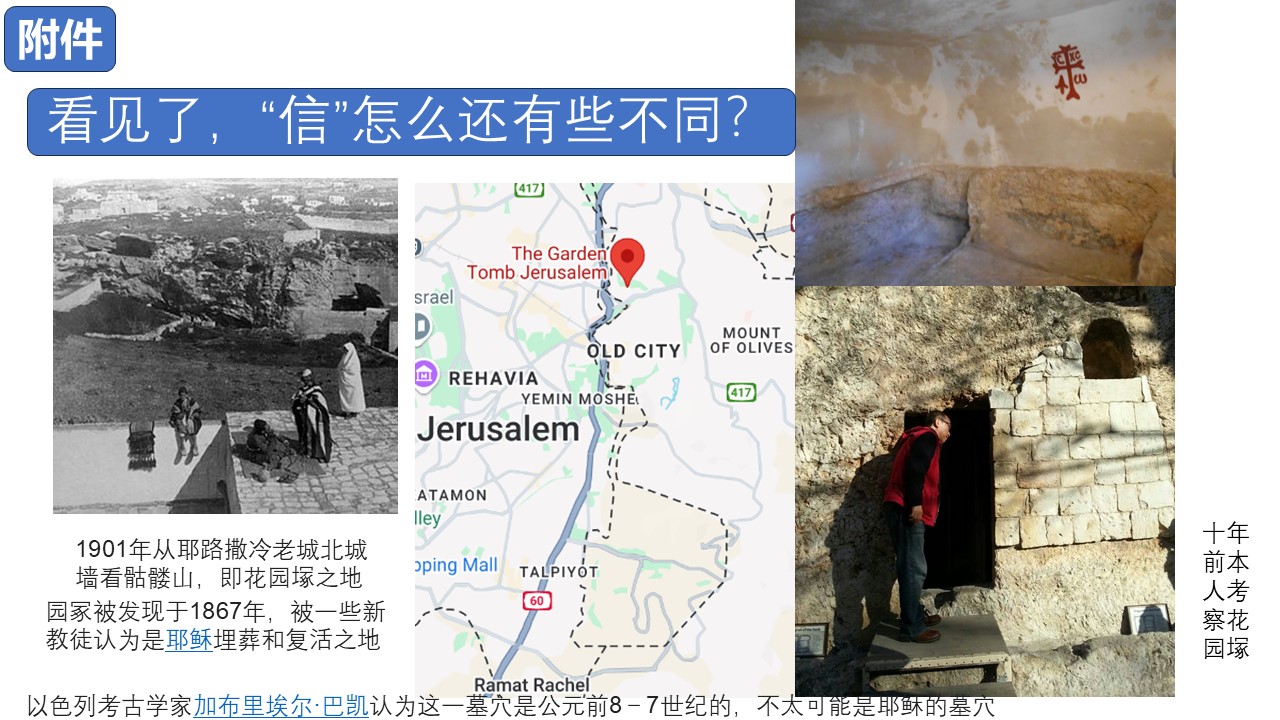 附件
看见了，“信”怎么还有些不同？
417
The Garden
Tomb Jerusalem
srael
MOUNT
OF OLIVES
OLD CITY
REHAVIA
417
YEMIN MOSHE
Jerusalem
ATAMON
lley
pping Mall
TALPIYOT
60
Ramat Rachel
IC XC
A ω
1901年从耶路撒冷老城北城
墙看骷髅山，即花园塚之地
园冢被发现于1867年，被一些新
教徒认为是耶稣埋葬和复活之地
十年
前本
人考
察花
园塚
以色列考古学家加布里埃尔·巴凯认为这一墓穴是公元前8－7世纪的，不太可能是耶稣的墓穴